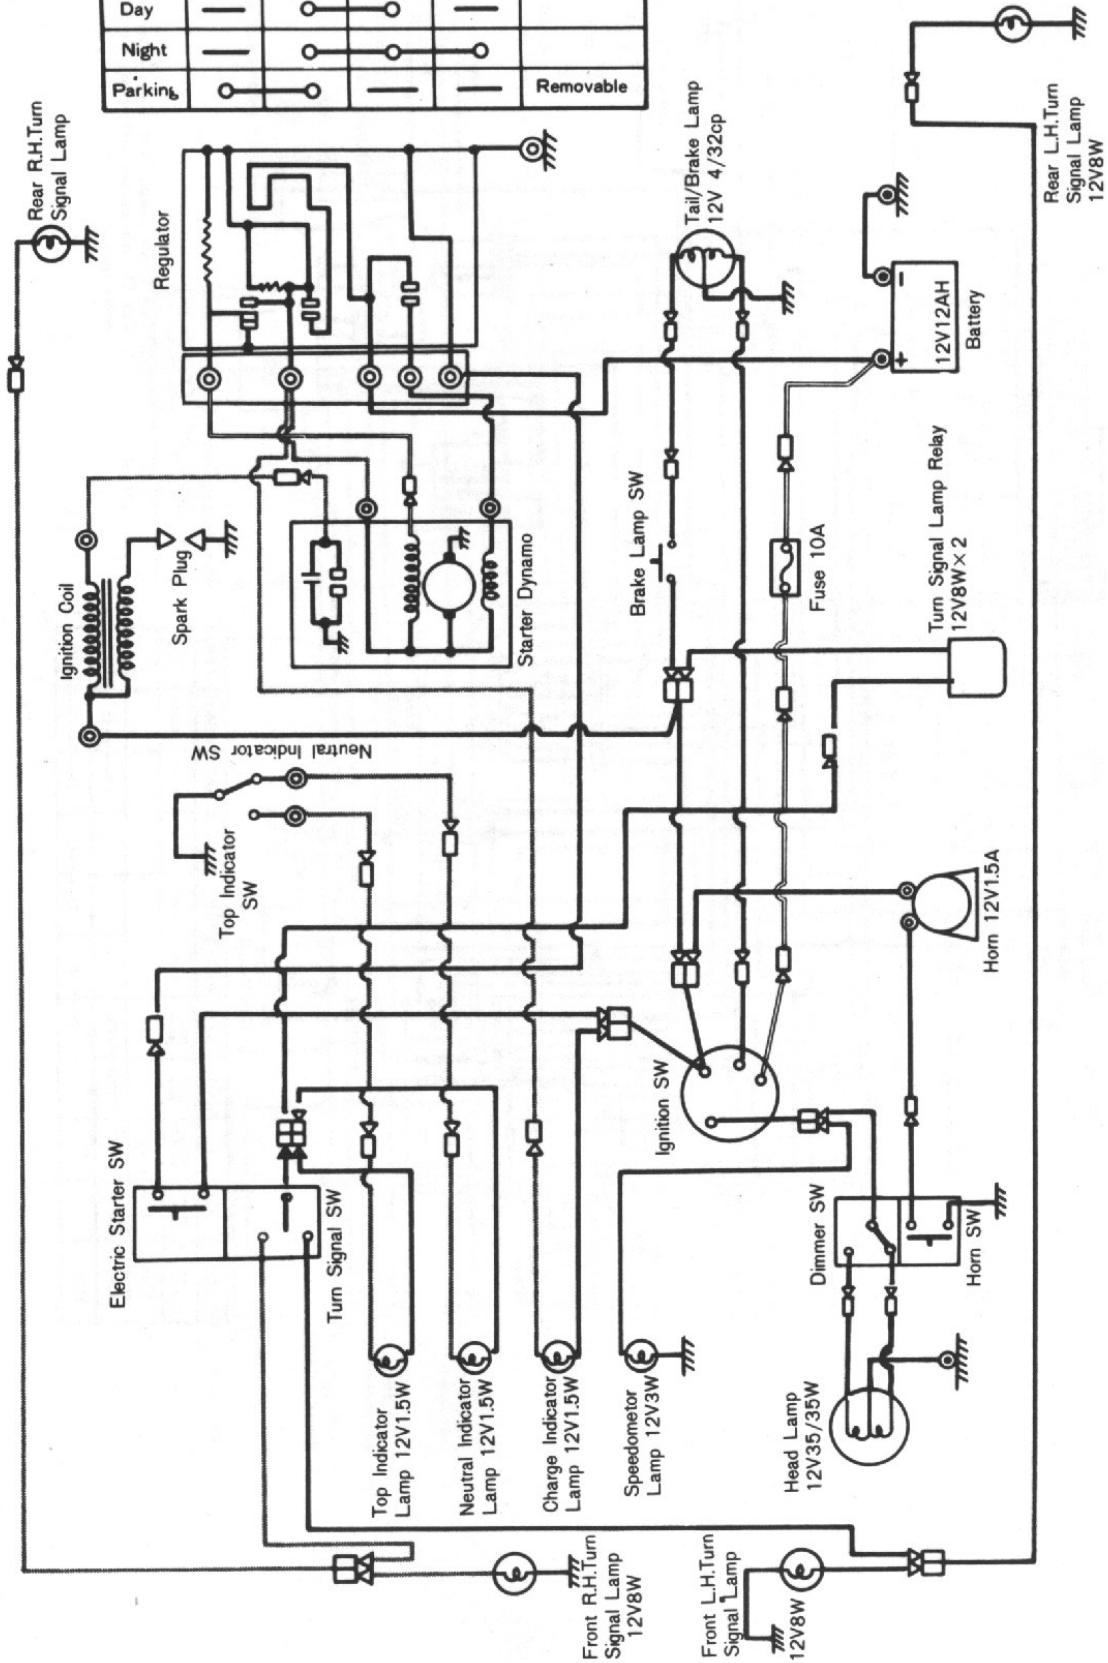 Day
Night
Parking
Removable
Rear R.H.Turn
Signal Lamp
Regulator
Tail/Brake Lamp
12V 4/32cp
Rear L.H.Turn
Signal Lamp
12V8W
12V12AH
Battery
+
-
Ignition Coil
Spark Plug
Starter Dynamo
Brake Lamp SW
Fuse 10A
Turn Signal Lamp Relay
12V8W×2
Neutral Indicator SW
Top Indicator
SW
Horn 12V1.5A
Electric Starter SW
Turn Signal SW
Ignition SW
Dimmer SW
Horn SW
Top Indicator
Lamp 12V1.5W
Neutral Indicator
Lamp 12V1.5W
Charge Indicator
Lamp 12V1.5W
Speedometor
Lamp 12V3W
Head Lamp
12V35/35W
Front R.H.Turn
Signal Lamp
12V8W
Front L.H.Turn
Signal Lamp
12V8W